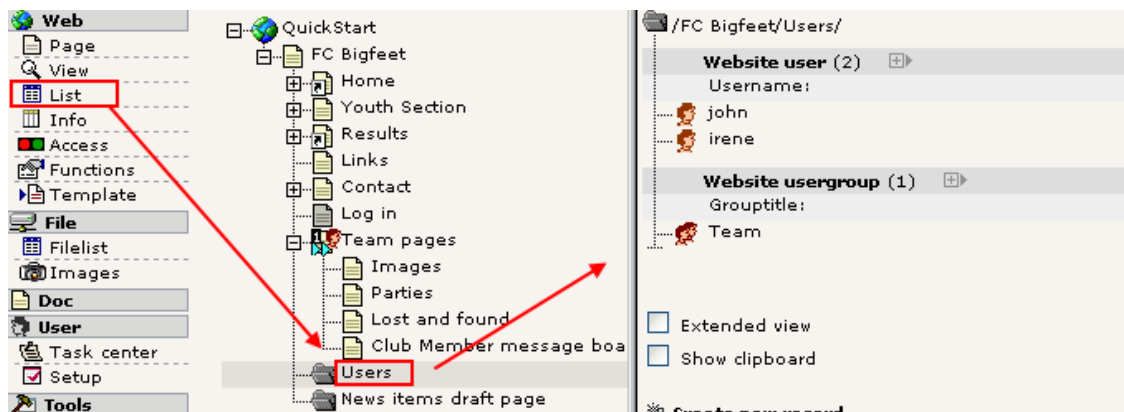 Web
Page
View
List
Info
Access
Functions
Template
File
Filelist
Images
Doc
User
Task center
Setup
Tools
QuickStart
FC Bigfeet
Home
Youth Section
Results
Links
Contact
Log in
Team pages
Images
Parties
Lost and found
Club Member message boa
Users
News items draft page
/FC Bigfeet/Users/
Website user (2)
Username:
john
irene
Website usergroup (1)
Grouptitle:
Team
Extended view
Show clipboard
Create new record